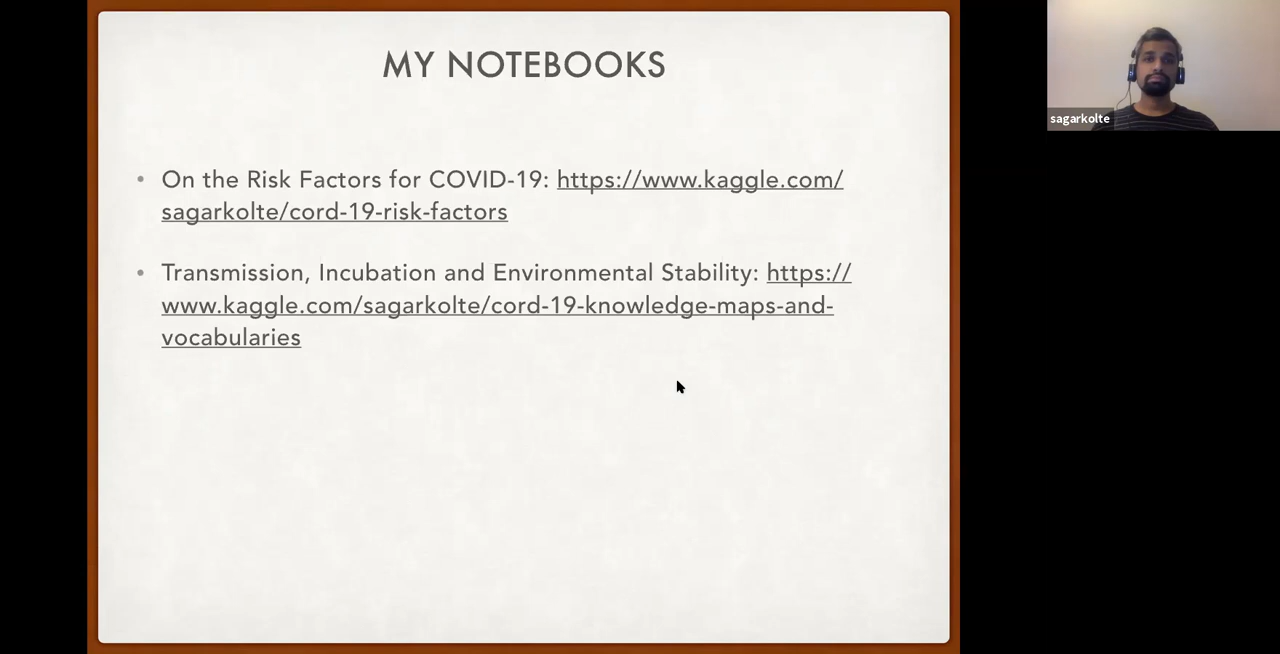 MY NOTEBOOKS
• On the Risk Factors for COVID-19: https://www.kaggle.com/
sagarkolte/cord-19-risk-factors
• Transmission, Incubation and Environmental Stability: https://
www.kaggle.com/sagarkolte/cord-19-knowledge-maps-and-
vocabularies
sagarkolte